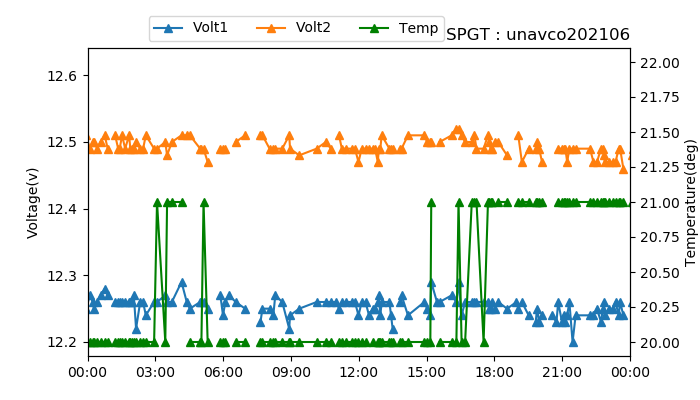 Volt1 Volt2 Temp
SPGT : unavco202106
12.6
12.5
12.4
12.3
12.2
Voltage(v)
22.00
21.75
21.50
21.25
21.00
20.75
20.50
20.25
20.00
Temperature(deg)
00:00 03:00 06:00 09:00 12:00 15:00 18:00 21:00 00:00